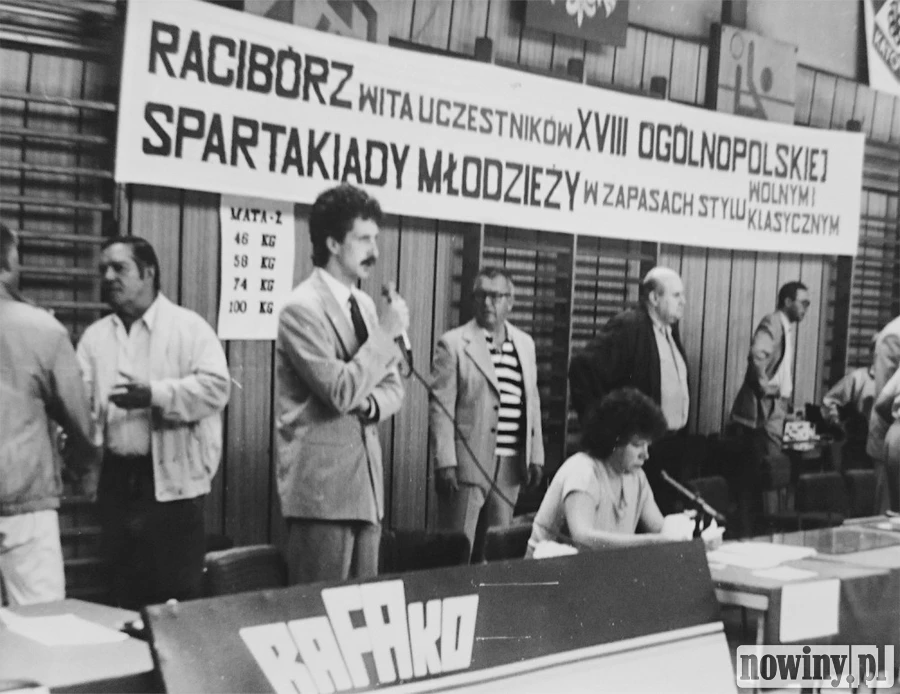 RACIBÓRZ WITA UCZESTNIKÓW XVIII OGÓLNOPOLSKIEJ
SPARTAKIADY MŁODZIEŻY W ZAPASACH STYLU WOLNYM I
KLASYCZNYM
MATA-2
46 KG
58 KG
74 KG
100 KG
RAFAKO
nowiny.pl